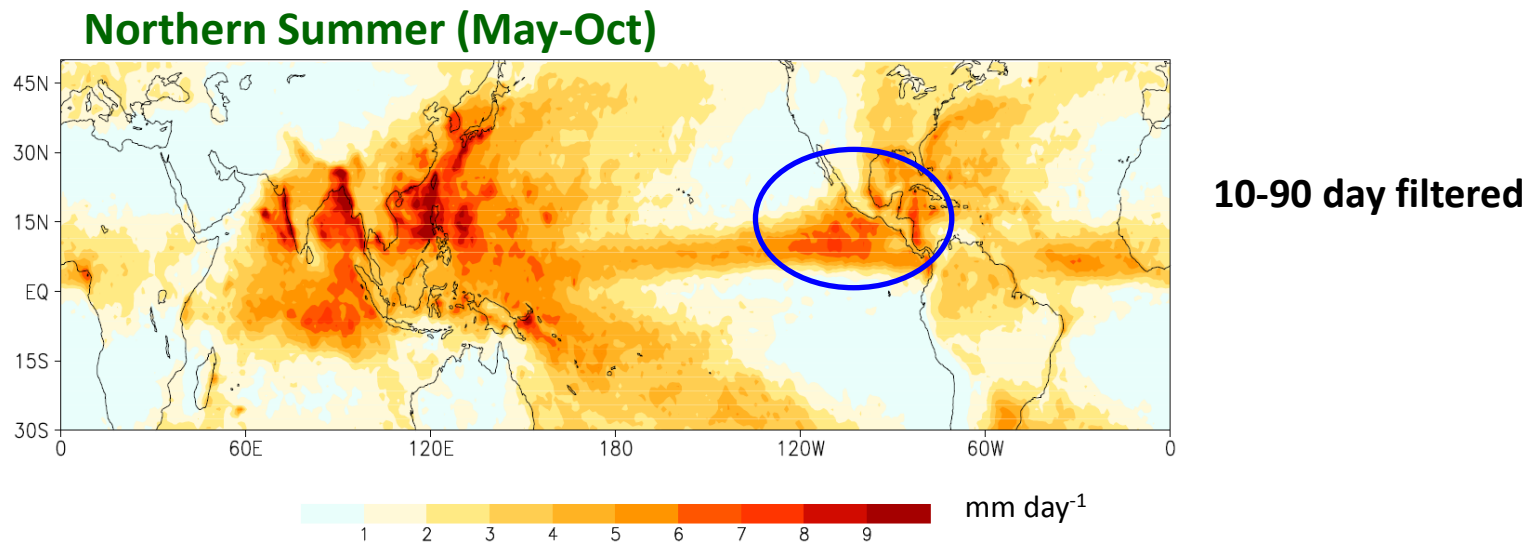 Northern Summer (May-Oct)
45N
30N
15N
EQ
15S
30S
0 60E 120E 180 120W 60W 0
10-90 day filtered
1 2 3 4 5 6 7 8 9
mm day-1